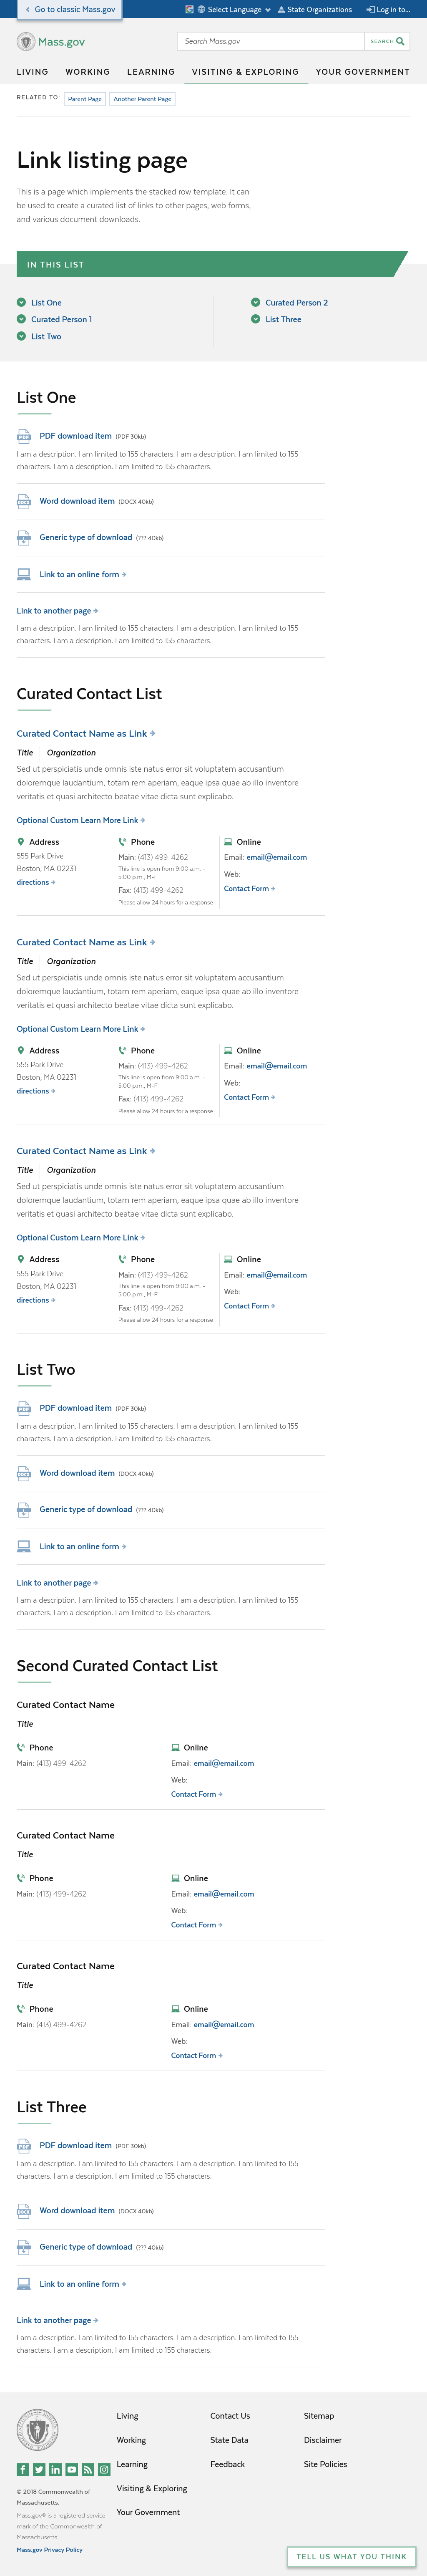 Go to classic Mass.gov
Select Language
State Organizations
Log in to...
Mass.gov
Search Mass.gov
SEARCH
LIVING
WORKING
LEARNING
VISITING & EXPLORING
YOUR GOVERNMENT
RELATED TO
Parent Page
Another Parent Page
Link listing page
This is a page which implements the stacked row template. It can
be used to create a curated list of links to other pages, web forms,
and various document downloads.
IN THIS LIST
List One
Curated Person 1
List Two
Curated Person 2
List Three
List One
PDF
PDF download item (PDF 30kb)
I am a description. I am limited to 155 characters. I am a description. I am limited to 155
characters. I am a description. I am limited to 155 characters.
DOCX
Word download item (DOCX 40kb)
Generic type of download (??? 40kb)
Link to an online form
Link to another page
I am a description. I am limited to 155 characters. I am a description. I am limited to 155
characters. I am a description. I am limited to 155 characters.
Curated Contact List
Curated Contact Name as Link
Title Organization
Sed ut perspiciatis unde omnis iste natus error sit voluptatem accusantium
doloremque laudantium, totam rem aperiam, eaque ipsa quae ab illo inventore
veritatis et quasi architecto beatae vitae dicta sunt explicabo.
Optional Custom Learn More Link
Address
555 Park Drive
Boston, MA 02231
directions
Phone
Main: (413) 499-4262
This line is open from 9:00 a.m. -
5:00 p.m., M-F
Fax: (413) 499-4262
Please allow 24 hours for a response
Online
Email: email@email.com
Web:
Contact Form
Curated Contact Name as Link
Title Organization
Sed ut perspiciatis unde omnis iste natus error sit voluptatem accusantium
doloremque laudantium, totam rem aperiam, eaque ipsa quae ab illo inventore
veritatis et quasi architecto beatae vitae dicta sunt explicabo.
Optional Custom Learn More Link
Address
555 Park Drive
Boston, MA 02231
directions
Phone
Main: (413) 499-4262
This line is open from 9:00 a.m. -
5:00 p.m., M-F
Fax: (413) 499-4262
Please allow 24 hours for a response
Online
Email: email@email.com
Web:
Contact Form
Curated Contact Name as Link
Title Organization
Sed ut perspiciatis unde omnis iste natus error sit voluptatem accusantium
doloremque laudantium, totam rem aperiam, eaque ipsa quae ab illo inventore
veritatis et quasi architecto beatae vitae dicta sunt explicabo.
Optional Custom Learn More Link
Address
555 Park Drive
Boston, MA 02231
directions
Phone
Main: (413) 499-4262
This line is open from 9:00 a.m. -
5:00 p.m., M-F
Fax: (413) 499-4262
Please allow 24 hours for a response
Online
Email: email@email.com
Web:
Contact Form
List Two
PDF
PDF download item (PDF 30kb)
I am a description. I am limited to 155 characters. I am a description. I am limited to 155
characters. I am a description. I am limited to 155 characters.
DOCX
Word download item (DOCX 40kb)
Generic type of download (??? 40kb)
Link to an online form
Link to another page
I am a description. I am limited to 155 characters. I am a description. I am limited to 155
characters. I am a description. I am limited to 155 characters.
Second Curated Contact List
Curated Contact Name
Title
Phone
Main: (413) 499-4262
Online
Email: email@email.com
Web:
Contact Form
Curated Contact Name
Title
Phone
Main: (413) 499-4262
Online
Email: email@email.com
Web:
Contact Form
Curated Contact Name
Title
Phone
Main: (413) 499-4262
Online
Email: email@email.com
Web:
Contact Form
List Three
PDF
PDF download item (PDF 30kb)
I am a description. I am limited to 155 characters. I am a description. I am limited to 155
characters. I am a description. I am limited to 155 characters.
DOCX
Word download item (DOCX 40kb)
Generic type of download (??? 40kb)
Link to an online form
Link to another page
I am a description. I am limited to 155 characters. I am a description. I am limited to 155
characters. I am a description. I am limited to 155 characters.
© 2018 Commonwealth of
Massachusetts.
Mass.gov® is a registered service
mark of the Commonwealth of
Massachusetts.
Mass.gov Privacy Policy
Living
Working
Learning
Visiting & Exploring
Your Government
Contact Us
State Data
Feedback
Sitemap
Disclaimer
Site Policies
TELL US WHAT YOU THINK